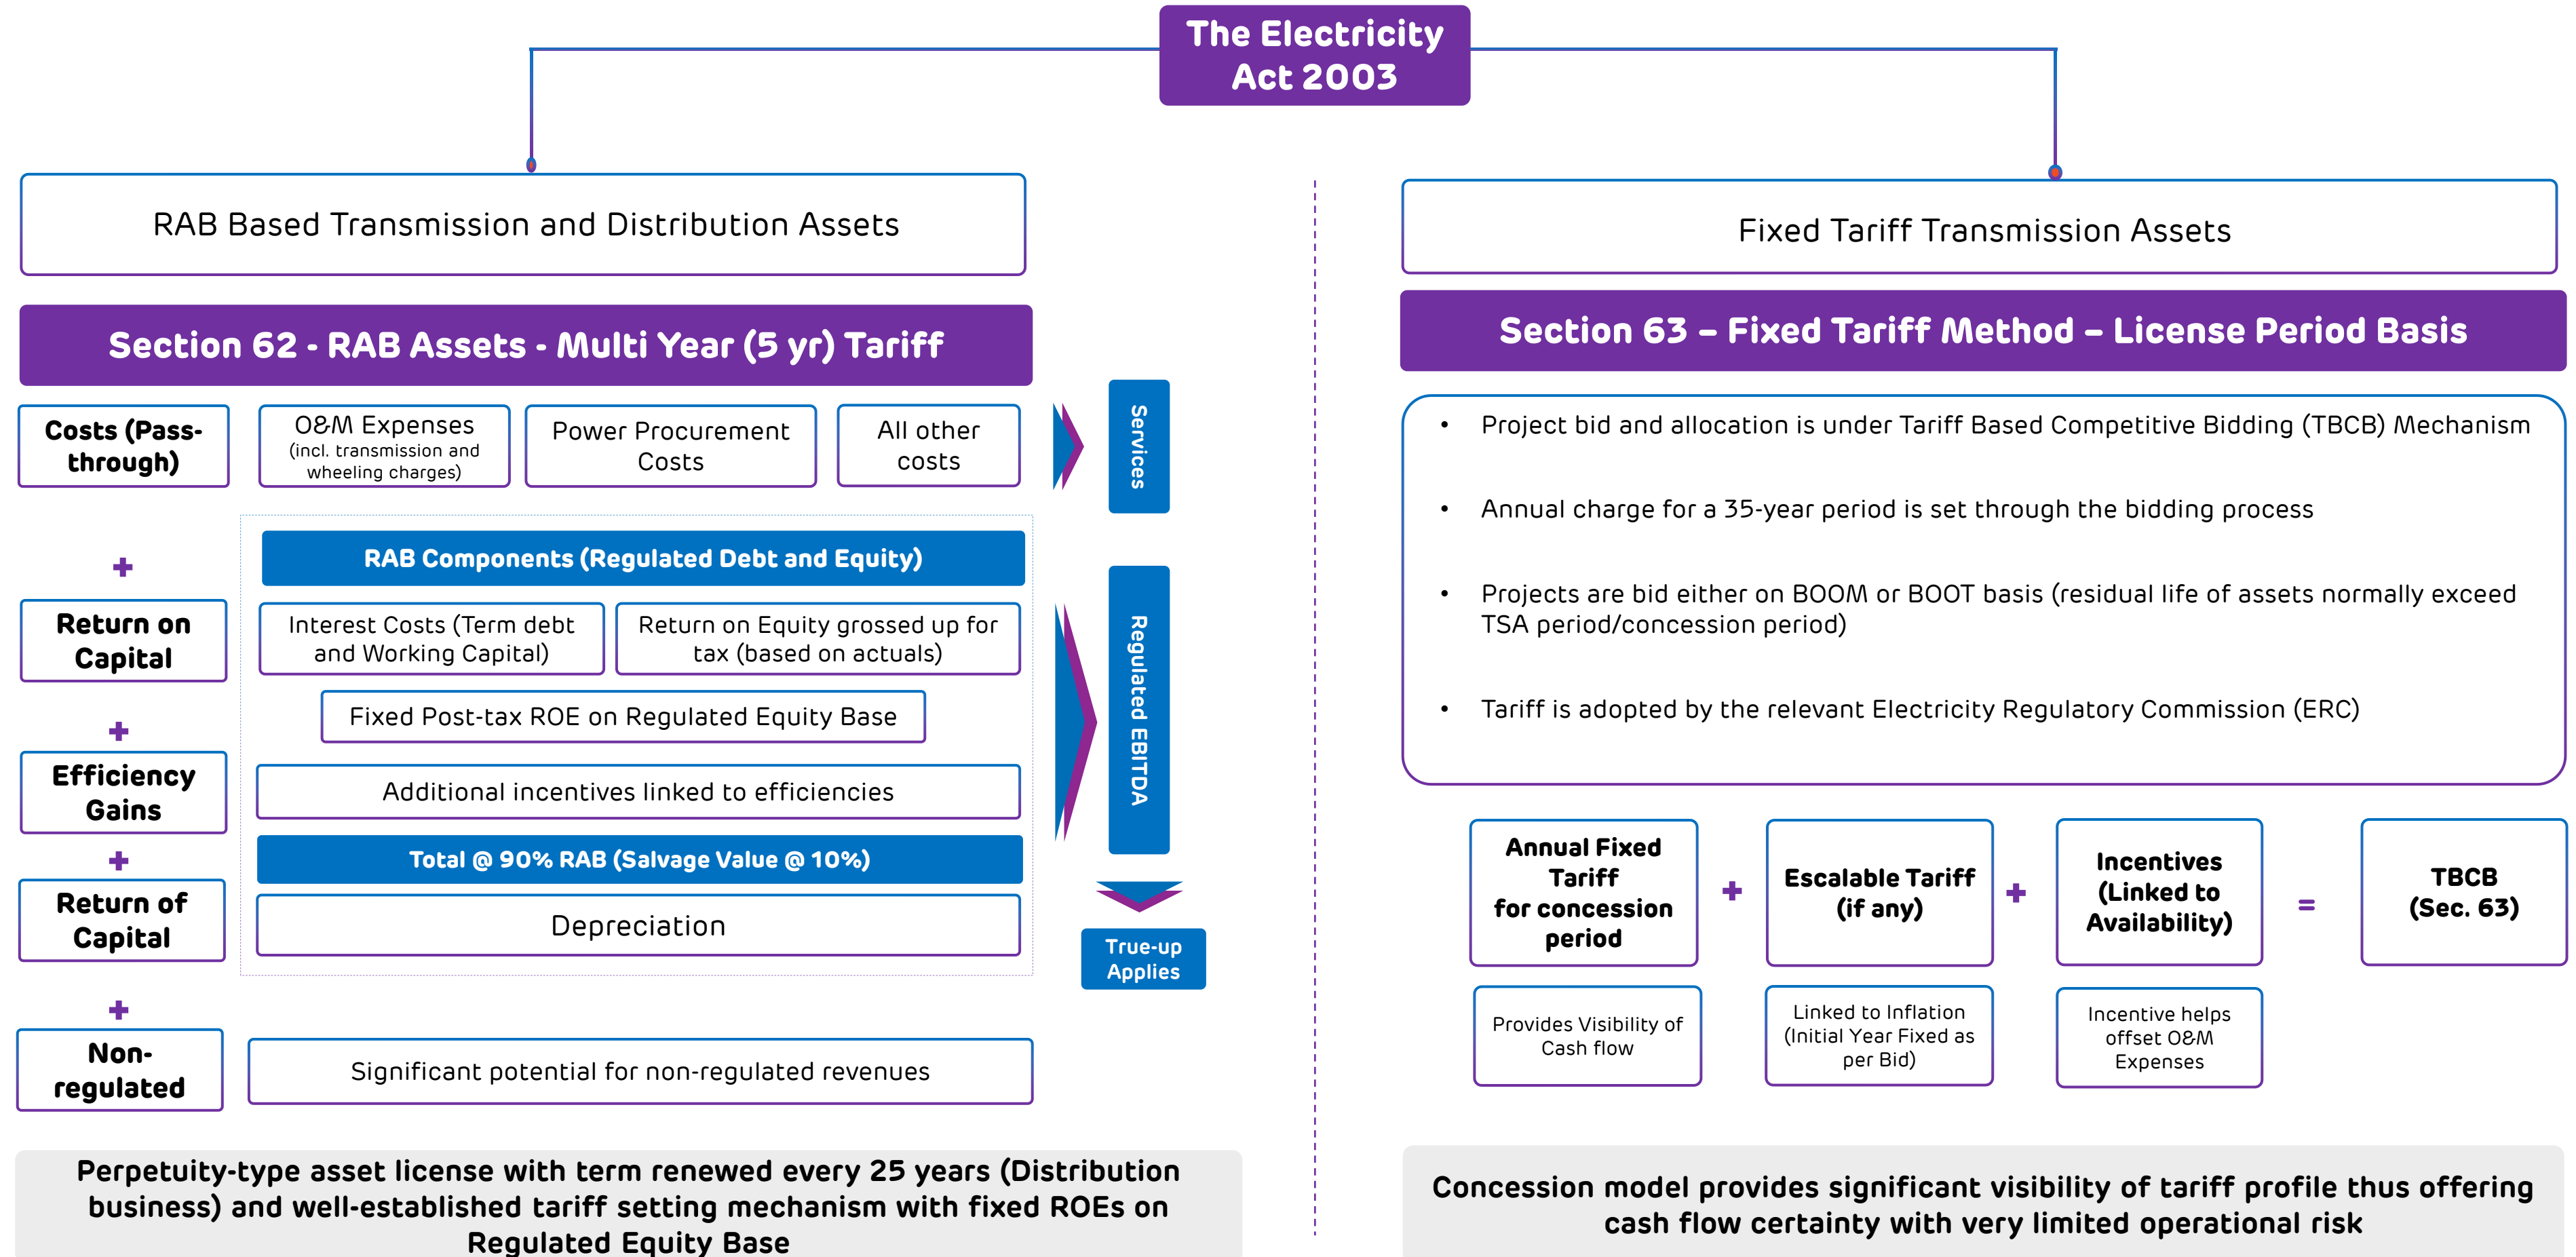 The Electricity
Act 2003
RAB Based Transmission and Distribution Assets
Section 62 - RAB Assets - Multi Year (5 yr) Tariff
Costs (Pass-
through)
O&M Expenses
(incl. transmission and
wheeling charges)
Power Procurement
Costs
All other
costs
Services
+
RAB Components (Regulated Debt and Equity)
Return on
Capital
Interest Costs (Term debt
and Working Capital)
Return on Equity grossed up for
tax (based on actuals)
Fixed Post-tax ROE on Regulated Equity Base
+
Efficiency
Gains
Additional incentives linked to efficiencies
Regulated EBITDA
+
Total @ 90% RAB (Salvage Value @ 10%)
Return of
Capital
Depreciation
True-up
Applies
+
Non-
regulated
Significant potential for non-regulated revenues
Perpetuity-type asset license with term renewed every 25 years (Distribution
business) and well-established tariff setting mechanism with fixed ROEs on
Regulated Equity Base
Fixed Tariff Transmission Assets
Section 63 – Fixed Tariff Method – License Period Basis
• Project bid and allocation is under Tariff Based Competitive Bidding (TBCB) Mechanism
• Annual charge for a 35-year period is set through the bidding process
• Projects are bid either on BOOM or BOOT basis (residual life of assets normally exceed
TSA period/concession period)
• Tariff is adopted by the relevant Electricity Regulatory Commission (ERC)
Annual Fixed
Tariff
for concession
period
+
Escalable Tariff
(if any)
+
Incentives
(Linked to
Availability)
=
TBCB
(Sec. 63)
Provides Visibility of
Cash flow
Linked to Inflation
(Initial Year Fixed as
per Bid)
Incentive helps
offset O&M
Expenses
Concession model provides significant visibility of tariff profile thus offering
cash flow certainty with very limited operational risk